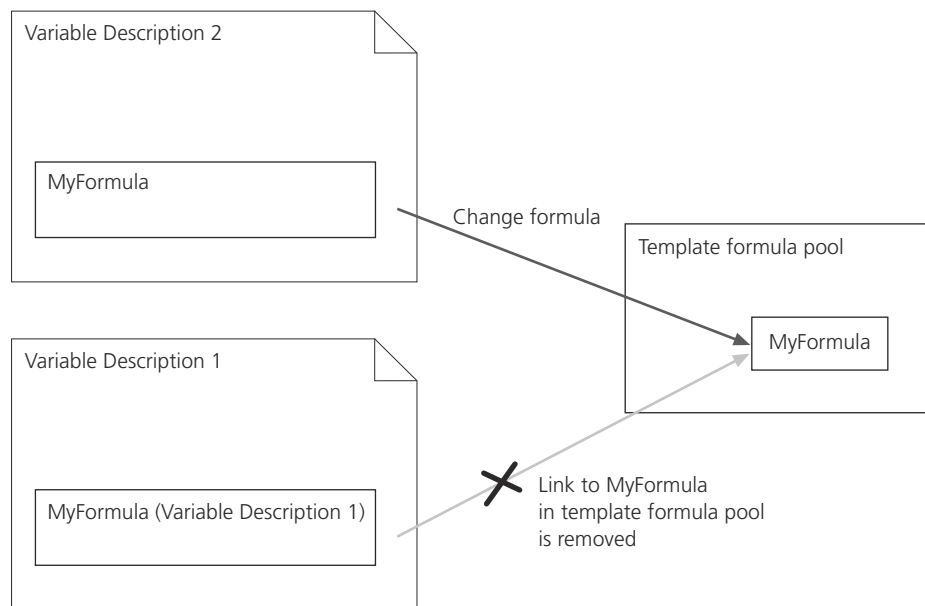 Variable Description 2
MyFormula
Change formula
Template formula pool
MyFormula
Variable Description 1
MyFormula (Variable Description 1)
Link to MyFormula
in template formula pool
is removed